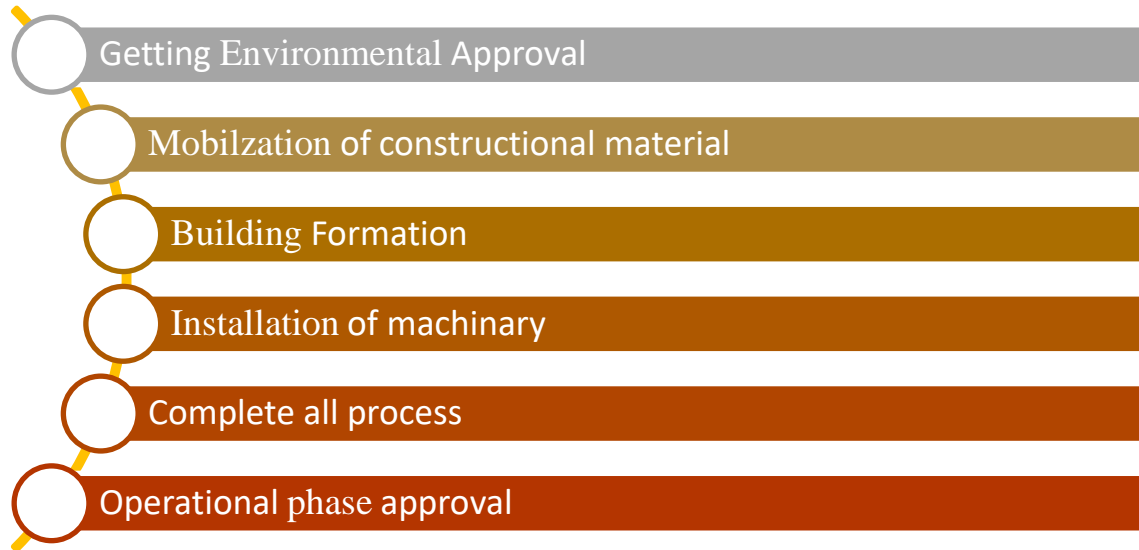 Getting Environmental Approval
Mobilzation of constructional material
Building Formation
Installation of machinary
Complete all process
Operational phase approval